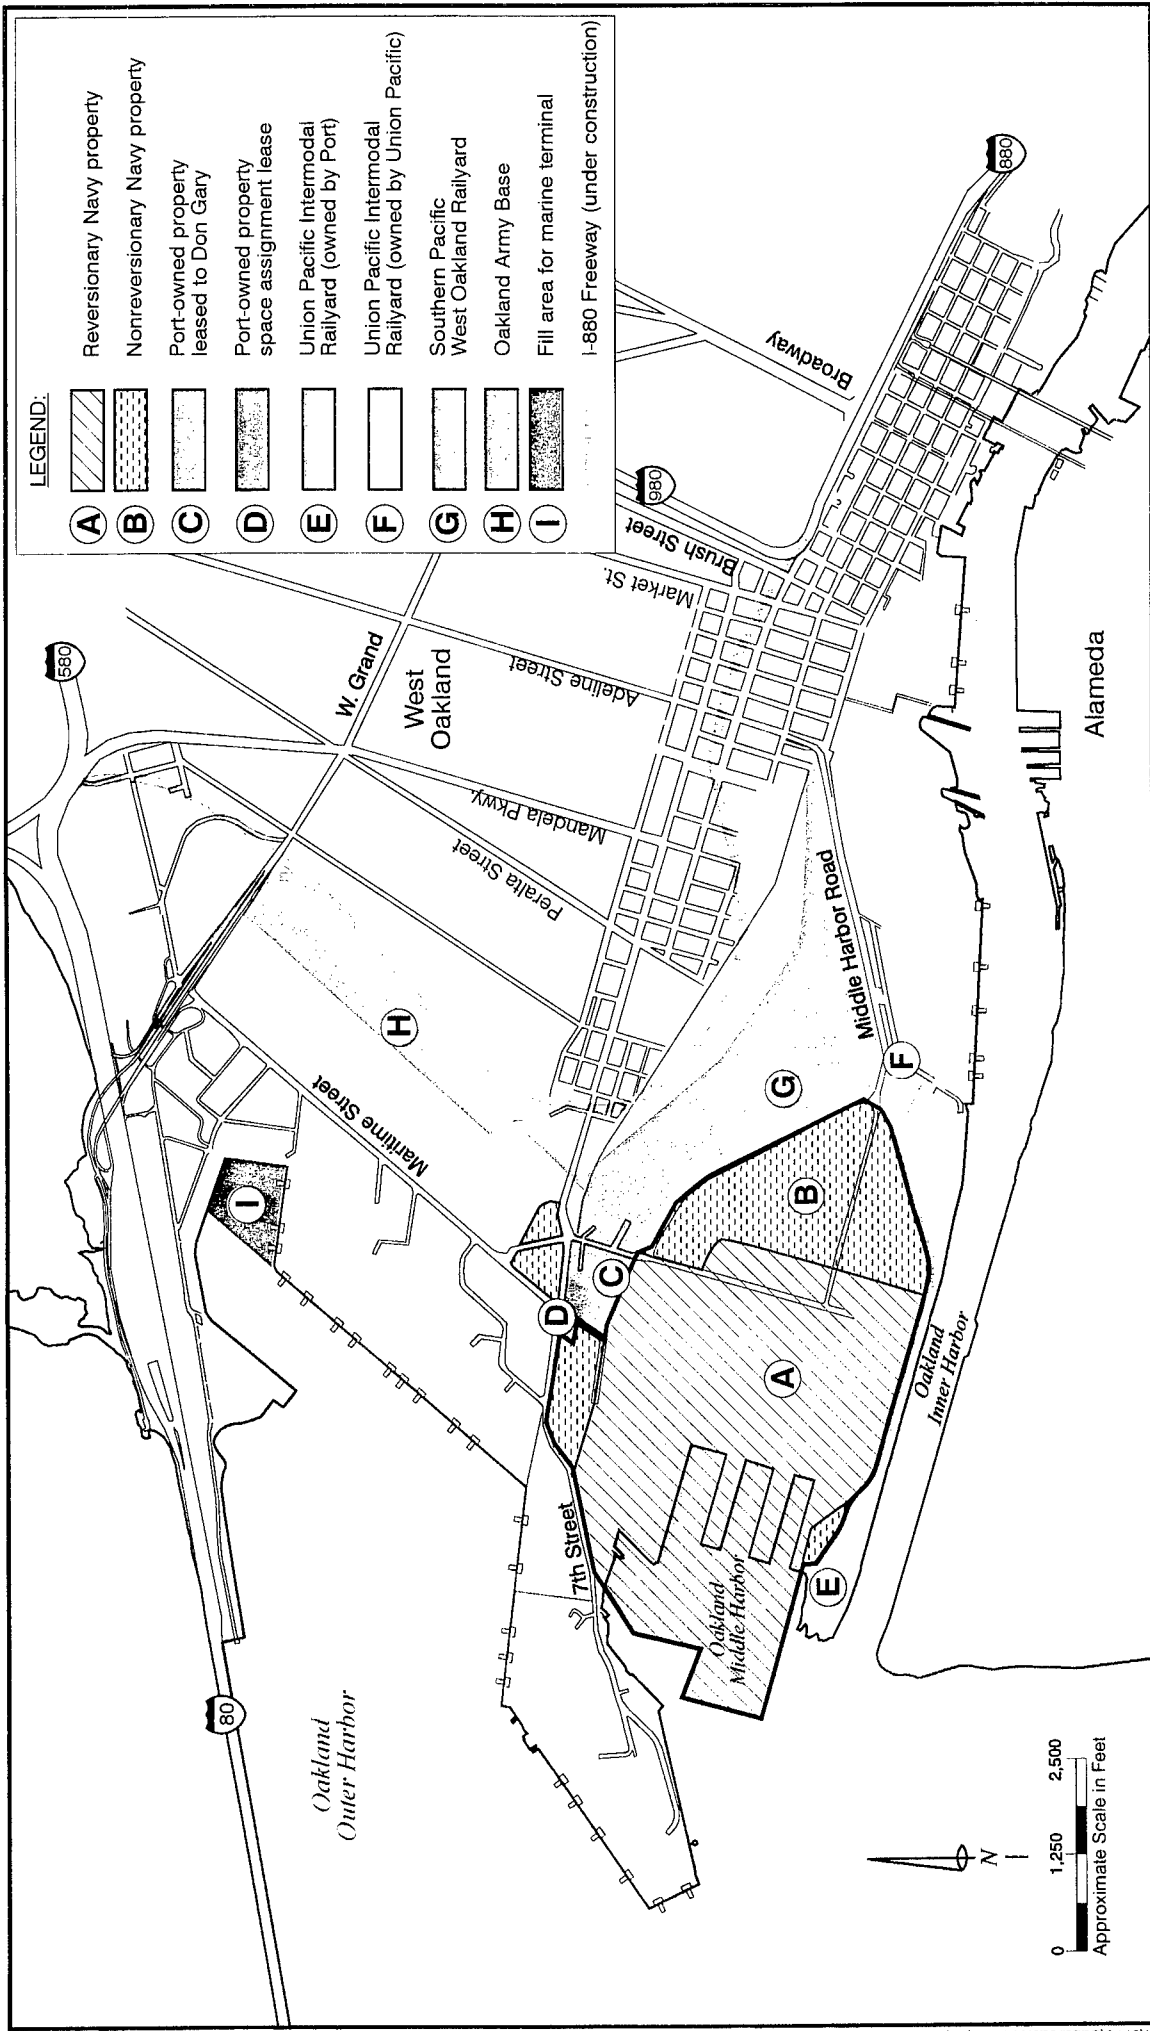 LEGEND:
A Reversionary Navy property
B Nonreversionary Navy property
C Port-owned property
leased to Don Gary
D Port-owned property
space assignment lease
E Union Pacific Intermodal
Railyard (owned by Port)
F Union Pacific Intermodal
Railyard (owned by Union Pacific)
G Southern Pacific
West Oakland Railyard
H Oakland Army Base
I Fill area for marine terminal
I-880 Freeway (under construction)
580
80
980
880
W. Grand
West
Oakland
Adeline Street
Market St.
Brush Street
Broadway
Mandela Pkwy.
Peralta Street
Maritime Street
Middle Harbor Road
7th Street
H
I
G
F
D
C
B
A
E
Oakland
Outer Harbor
Oakland
Middle Harbor
Oakland
Inner Harbor
Alameda
N
0 1,250 2,500
Approximate Scale in Feet